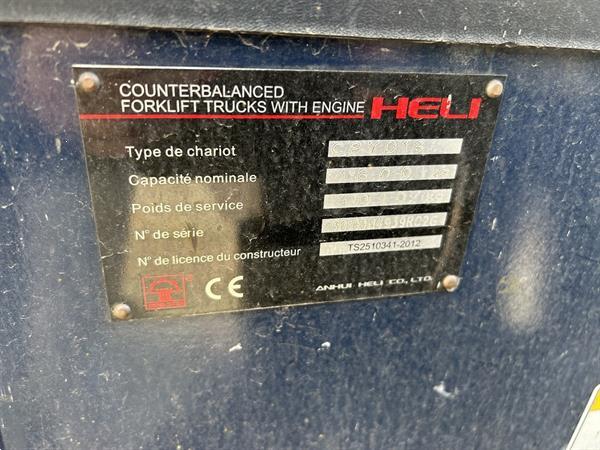 COUNTERBALANCED
FORKLIFT TRUCKS WITH ENGINE HELI
Type de chariot
Capacité nominale
Poids de service
N° de série
N° de licence du constructeur TS2510341-2012
CE ANHUI HELI CO., LTD.